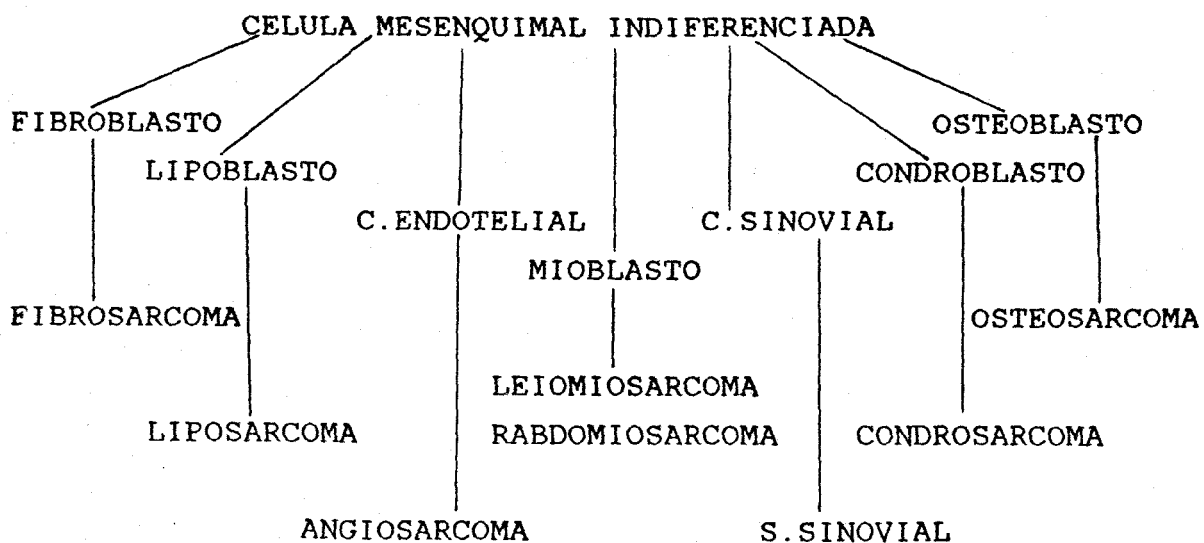 CELULA MESENQUIMAL INDIFERENCIADA
FIBROBLASTO OSTEOBLASTO
LIPOBLASTO CONDROBLASTO
C.ENDOTELIAL C.SINOVIAL
MIOBLASTO
FIBROSARCOMA OSTEOSARCOMA
LEIOMIOSARCOMA
LIPOSARCOMA RABDOMIOSARCOMA CONDROSARCOMA
ANGIOSARCOMA S.SINOVIAL